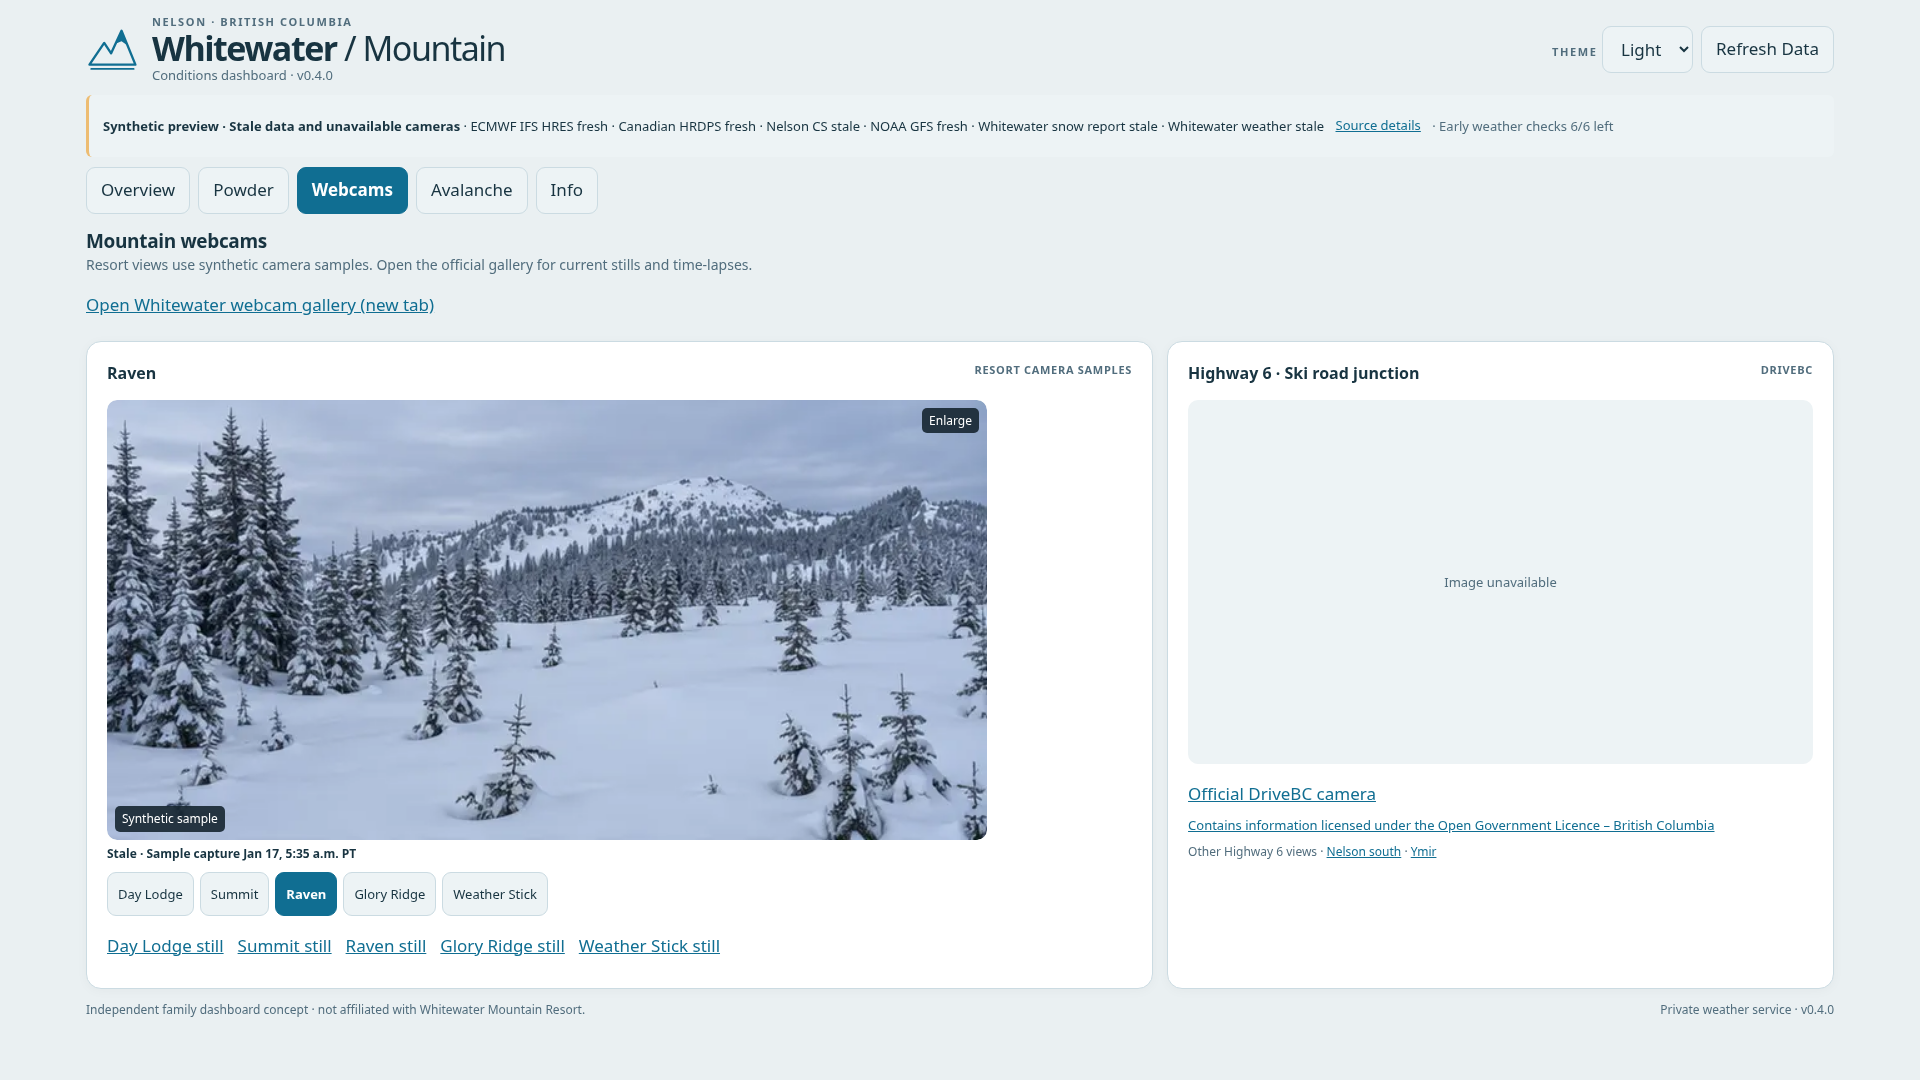 NELSON · BRITISH COLUMBIA
Whitewater / Mountain
Conditions dashboard · v0.4.0
THEME
Light
Refresh Data
Synthetic preview · Stale data and unavailable cameras · ECMWF IFS HRES fresh · Canadian HRDPS fresh · Nelson CS stale · NOAA GFS fresh · Whitewater snow report stale · Whitewater weather stale Source details · Early weather checks 6/6 left
Overview
Powder
Webcams
Avalanche
Info
Mountain webcams
Resort views use synthetic camera samples. Open the official gallery for current stills and time-lapses.
Open Whitewater webcam gallery (new tab)
Raven
RESORT CAMERA SAMPLES
Enlarge
Synthetic sample
Stale · Sample capture Jan 17, 5:35 a.m. PT
Day Lodge
Summit
Raven
Glory Ridge
Weather Stick
Day Lodge still Summit still Raven still Glory Ridge still Weather Stick still
Highway 6 · Ski road junction
DRIVEBC
Image unavailable
Official DriveBC camera
Contains information licensed under the Open Government Licence – British Columbia
Other Highway 6 views · Nelson south · Ymir
Independent family dashboard concept · not affiliated with Whitewater Mountain Resort.
Private weather service · v0.4.0